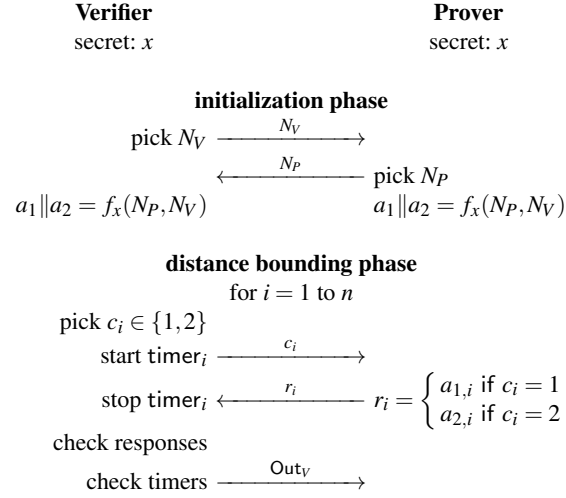 Verifier Prover
secret: x secret: x
initialization phase
pick N_V N_V
N_P pick N_P
a_1‖a_2 = f_x(N_P, N_V) a_1‖a_2 = f_x(N_P, N_V)
distance bounding phase
for i = 1 to n
pick c_i ∈ {1,2}
start timer_i c_i
stop timer_i r_i r_i = { a_{1,i} if c_i = 1
a_{2,i} if c_i = 2
check responses
check timers Out_V